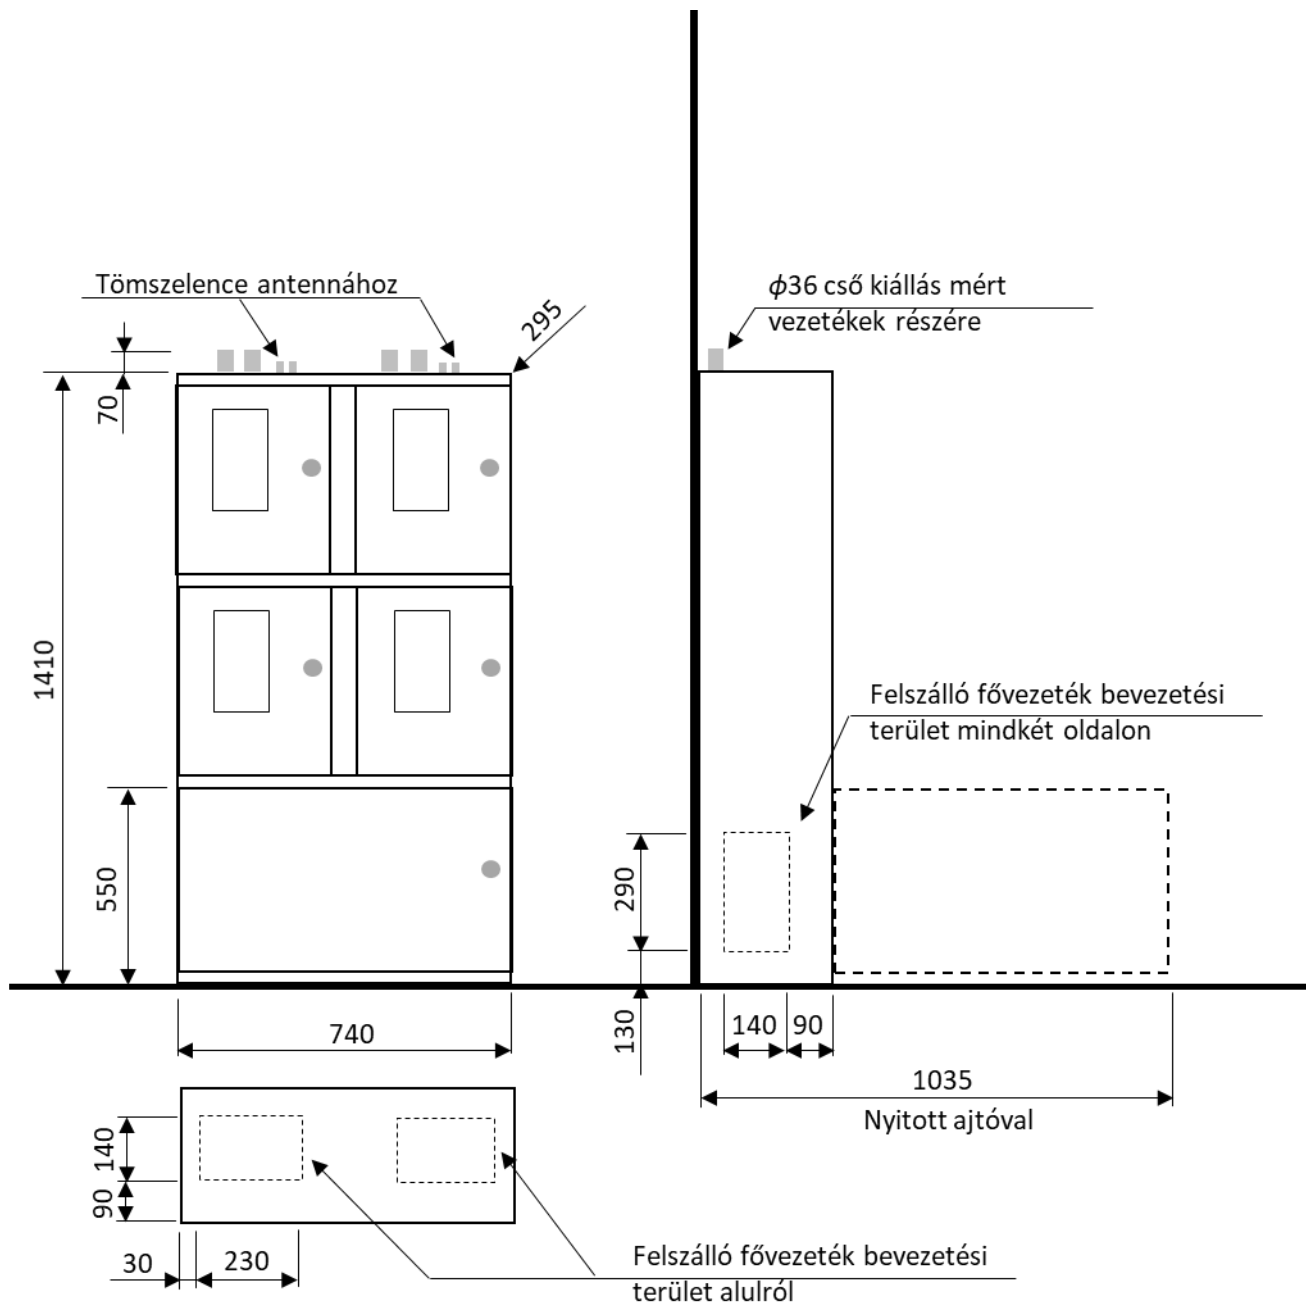 Tömszelence antennához
ϕ36 cső kiállás mért
vezetékek részére
295
70
1410
Felszálló fővezeték bevezetési
terület mindkét oldalon
550
290
130
740
140
90
1035
Nyitott ajtóval
140
90
30
230
Felszálló fővezeték bevezetési
terület alulról